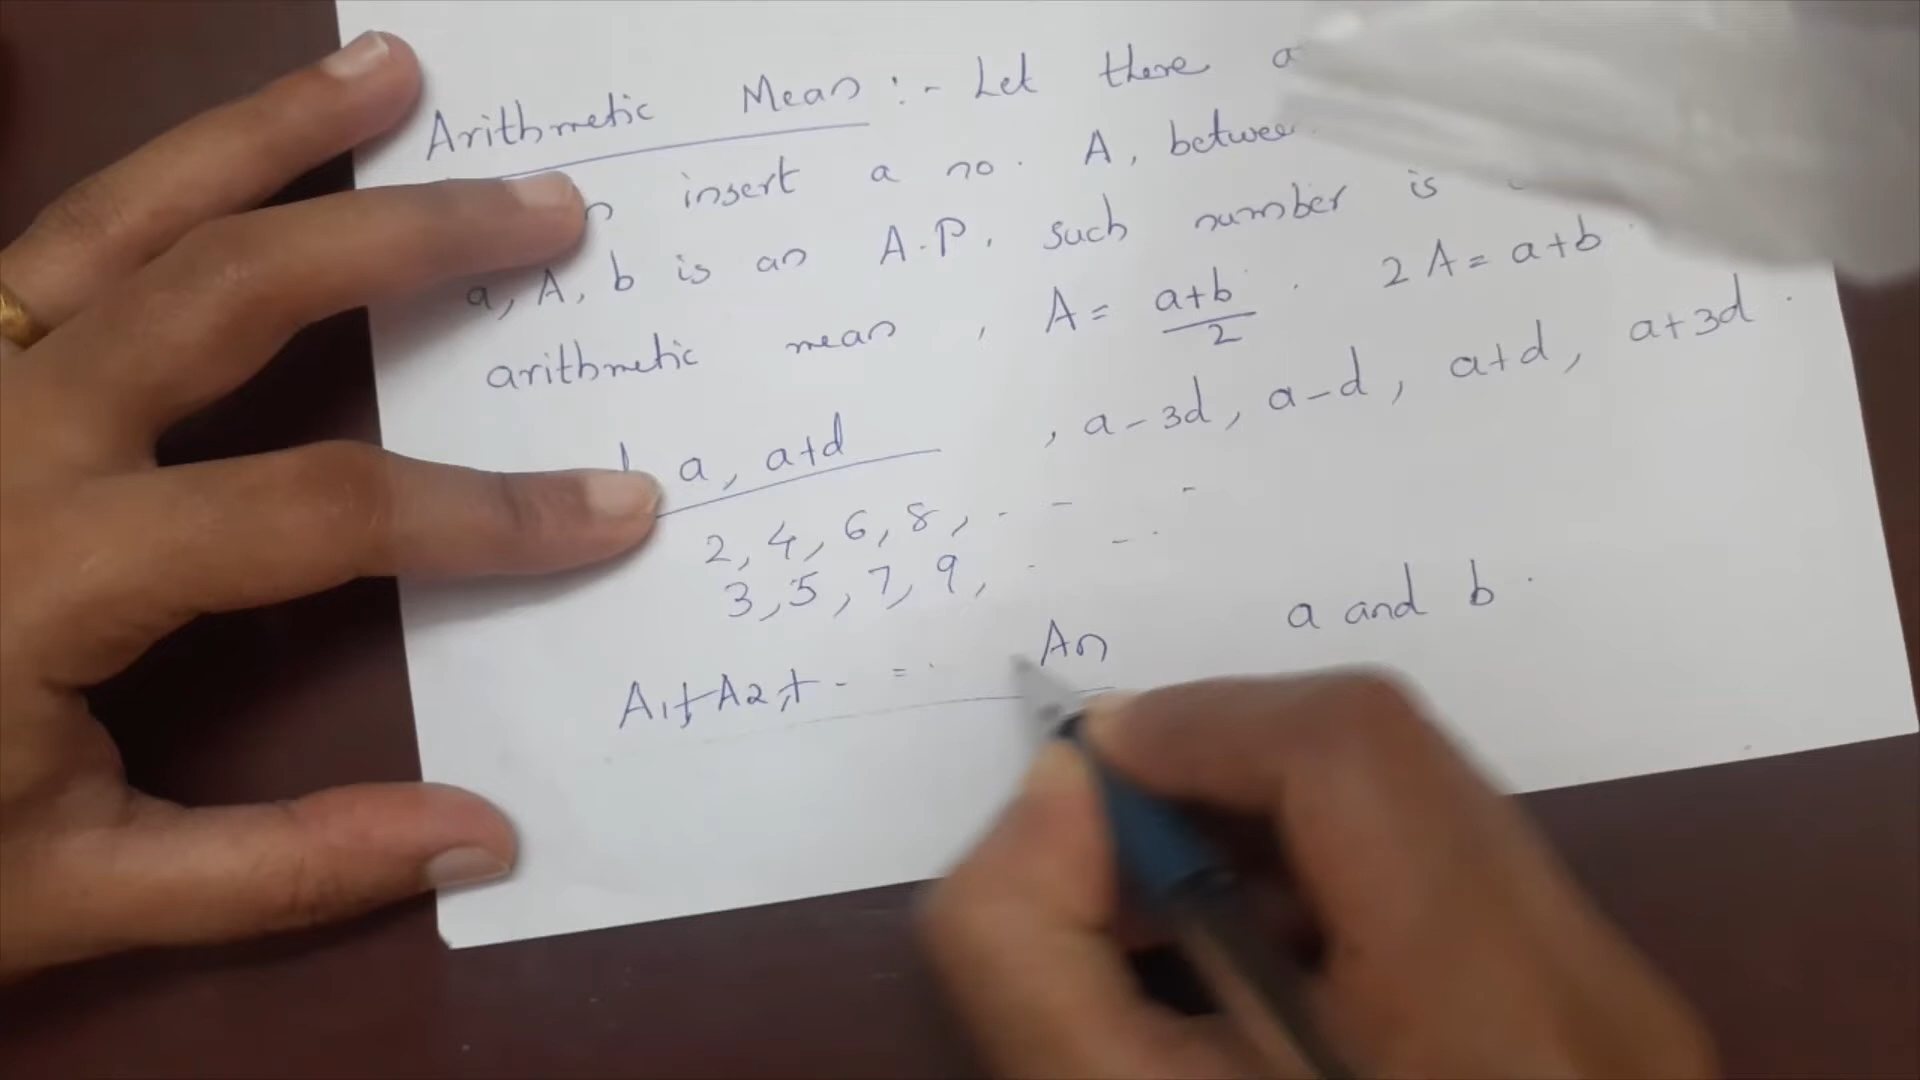 Arithmetic Mean :- Let there
insert a no. A,
a, A, b is an A.P. such number is
arithmetic mean, A = a+b/2 . 2A = a+b
a, a+d , a-3d, a-d, a+d, a+3d.
2, 4, 6, 8, . - -
3, 5, 7, 9, . - .
A1+A2,+ - = . An a and b.